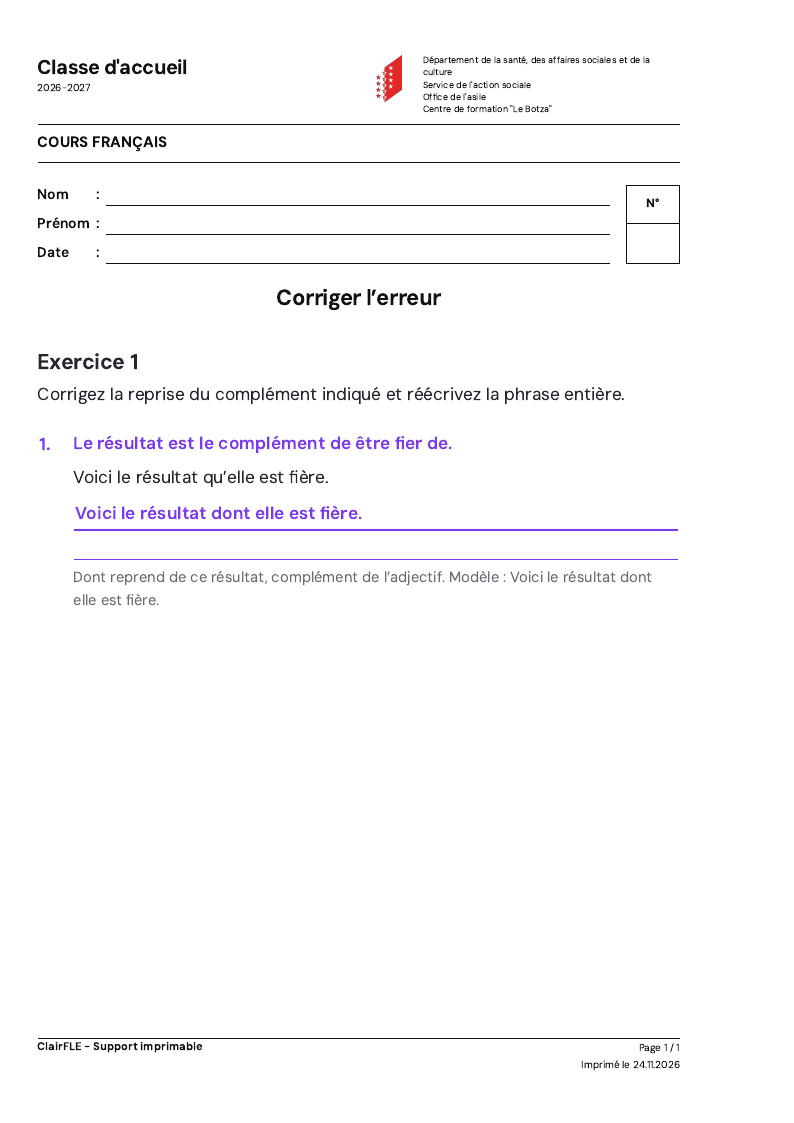 Classe d'accueil
2026-2027
Département de la santé, des affaires sociales et de la
culture
Service de l'action sociale
Office de l'asile
Centre de formation "Le Botza"
COURS FRANÇAIS
Nom :
Prénom :
Date :
N°
Corriger l’erreur
Exercice 1
Corrigez la reprise du complément indiqué et réécrivez la phrase entière.
1. Le résultat est le complément de être fier de.
Voici le résultat qu’elle est fière.
Voici le résultat dont elle est fière.
Dont reprend de ce résultat, complément de l’adjectif. Modèle : Voici le résultat dont
elle est fière.
ClairFLE - Support imprimable
Page 1 / 1
Imprimé le 24.11.2026